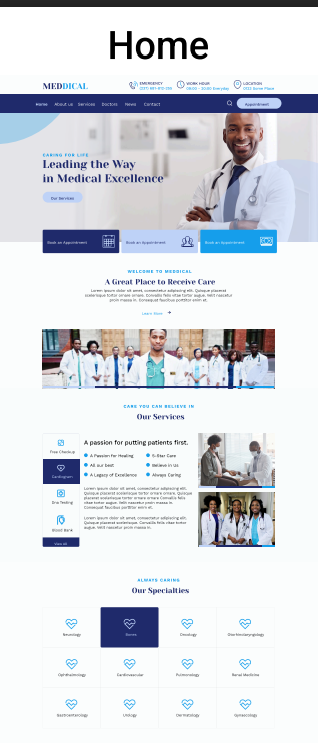 Home
MEDDICAL
EMERGENCY
(237) 681-812-255
WORK HOUR
09:00 - 20:00 Everyday
LOCATION
0123 Some Place
Home About us Services Doctors News Contact
Appointment
CARING FOR LIFE
Leading the Way
in Medical Excellence
Our Services
Book an Appointment
Book an Appointment
Book an Appointment
WELCOME TO MEDDICAL
A Great Place to Receive Care
Lorem ipsum dolor sit amet, consectetur adipiscing elit. Quisque placerat
scelerisque tortor ornare ornare. Convallis felis vitae tortor augue. Velit nascetur
proin massa in. Consequat faucibus porttitor enim et.
Learn More
CARE YOU CAN BELIEVE IN
Our Services
Free Checkup
Cardiogram
Dna Testing
Blood Bank
View All
A passion for putting patients first.
A Passion for Healing
5-Star Care
All our best
Believe in Us
A Legacy of Excellence
Always Caring
Lorem ipsum dolor sit amet, consectetur adipiscing elit. Quisque
placerat scelerisque tortor ornare ornare. Quisque placerat
scelerisque tortor ornare ornare Convallis felis
vitae tortor augue. Velit nascetur proin massa in.
Consequat faucibus porttitor enim et.
Lorem ipsum dolor sit amet, consectetur adipiscing elit. Quisque
placerat scelerisque tortor ornare ornare. Convallis felis vitae
tortor augue. Velit nascetur proin massa in.
ALWAYS CARING
Our Specialties
Neurology
Bones
Oncology
Otorhinolaryngology
Ophthalmology
Cardiovascular
Pulmonology
Renal Medicine
Gastroenterology
Urology
Dermatology
Gynaecology